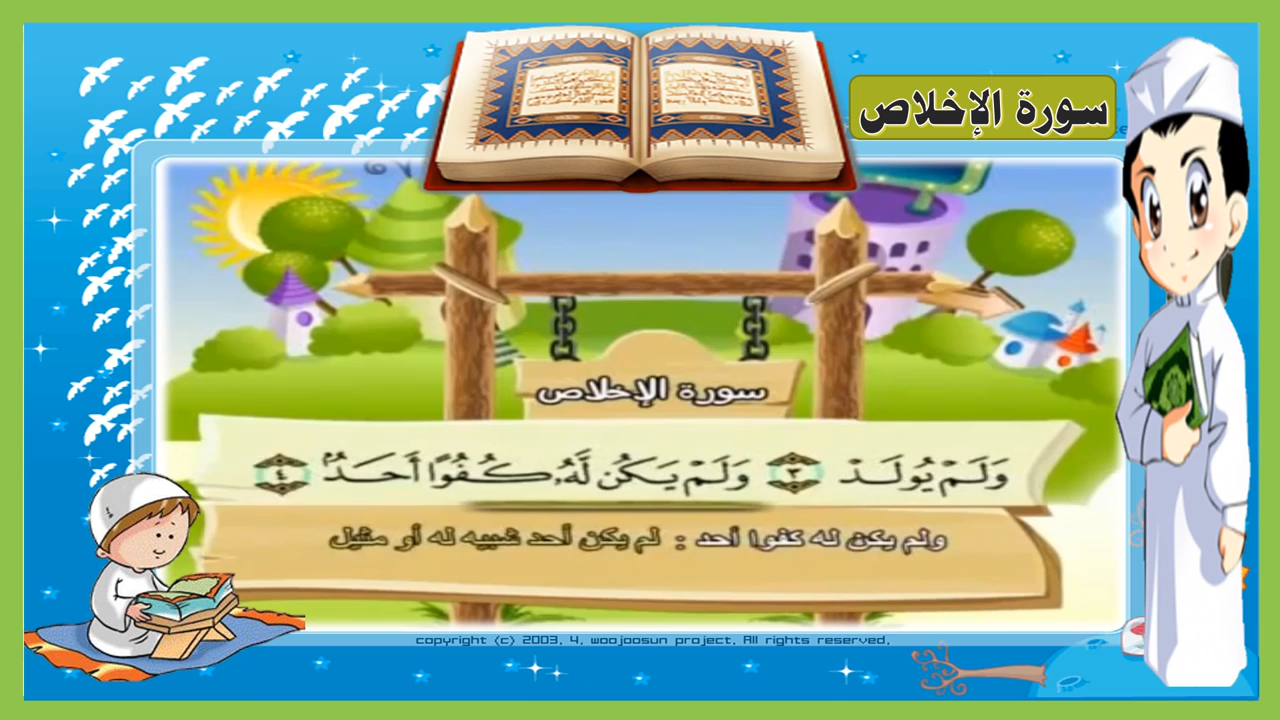 سورة الإخلاص
سورة الإخلاص
وَلَمْ يُولَدْ ٣ وَلَمْ يَكُن لَّهُۥ كُفُوًا أَحَدٌۢ ٤
ولم يكن له كفوا أحد : لم يكن أحد شبيه له أو مثيل
copyright (c) 2003. 4. woojoosun project. All rights reserved.